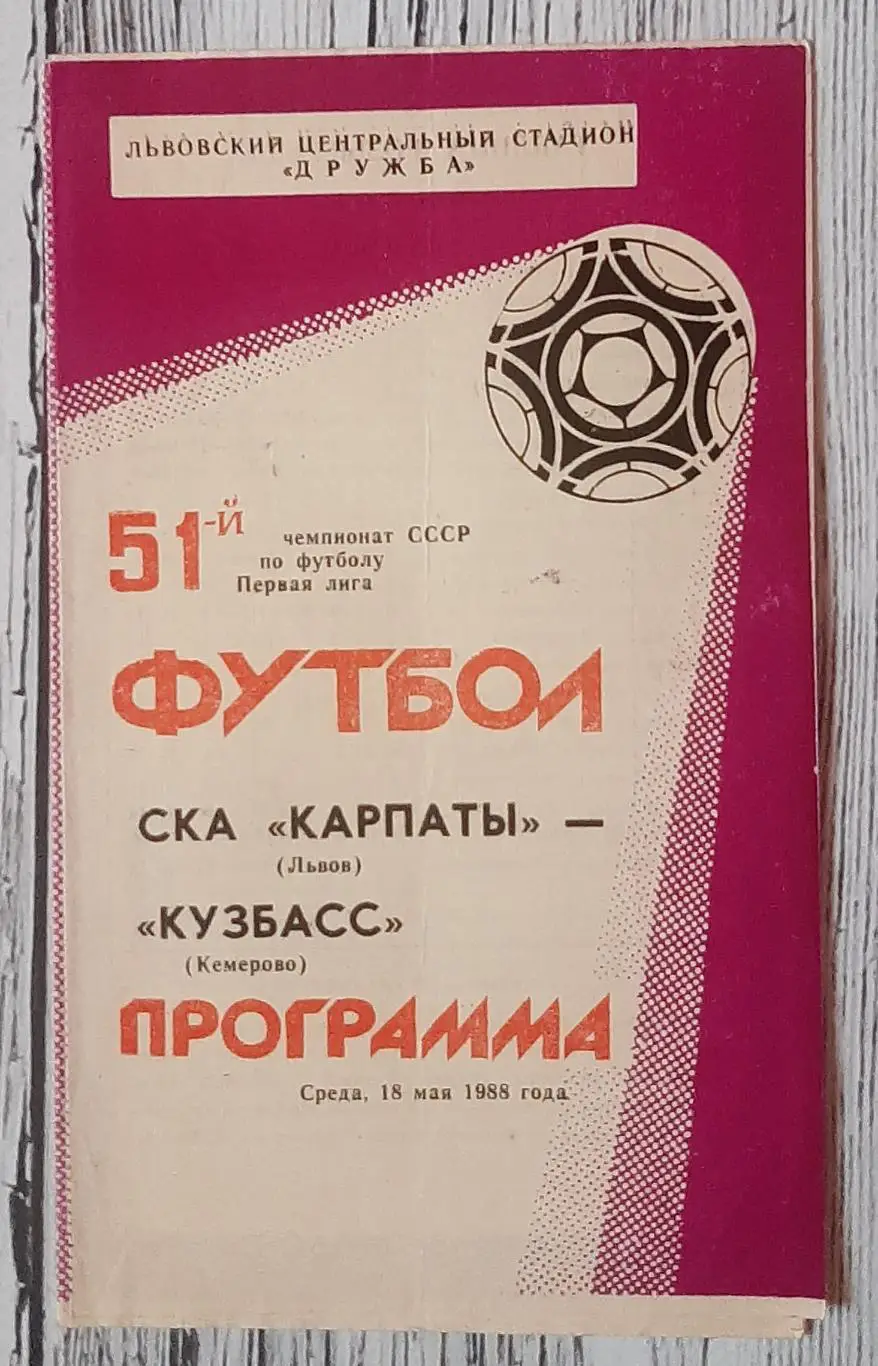 ЛЬВОВСКИЙ ЦЕНТРАЛЬНЫЙ СТАДИОН
«ДРУЖБА»
51-й чемпионат СССР
по футболу
Первая лига
ФУТБОЛ
СКА «КАРПАТЫ» —
(Львов)
«КУЗБАСС»
(Кемерово)
ПРОГРАММА
Среда, 18 мая 1988 года